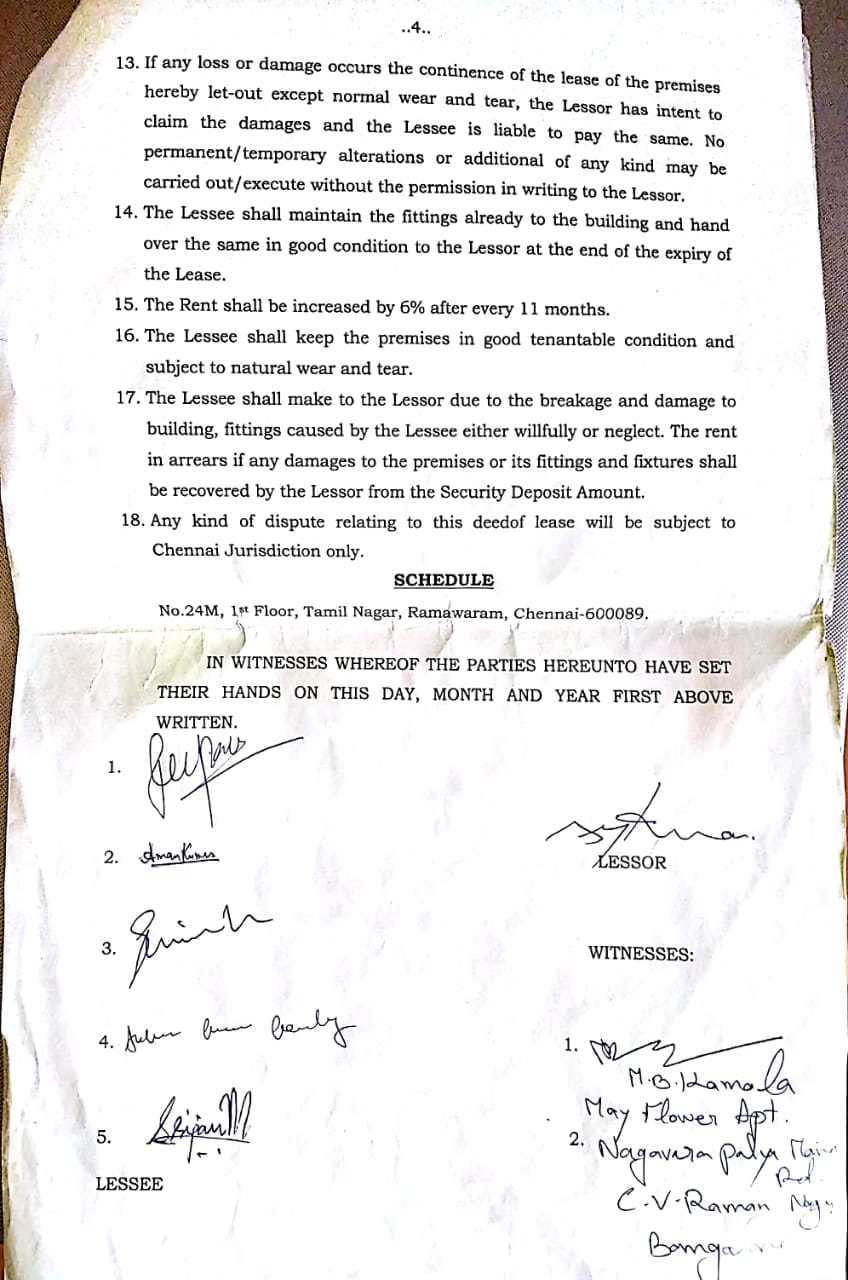 ..4..
13. If any loss or damage occurs the continence of the lease of the premises
hereby let-out except normal wear and tear, the Lessor has intent to
claim the damages and the Lessee is liable to pay the same. No
permanent/temporary alterations or additional of any kind may be
carried out/execute without the permission in writing to the Lessor.
14. The Lessee shall maintain the fittings already to the building and hand
over the same in good condition to the Lessor at the end of the expiry of
the Lease.
15. The Rent shall be increased by 6% after every 11 months.
16. The Lessee shall keep the premises in good tenantable condition and
subject to natural wear and tear.
17. The Lessee shall make to the Lessor due to the breakage and damage to
building, fittings caused by the Lessee either willfully or neglect. The rent
in arrears if any damages to the premises or its fittings and fixtures shall
be recovered by the Lessor from the Security Deposit Amount.
18. Any kind of dispute relating to this deedof lease will be subject to
Chennai Jurisdiction only.
SCHEDULE
No.24M, 1st Floor, Tamil Nagar, Ramawaram, Chennai-600089.
IN WITNESSES WHEREOF THE PARTIES HEREUNTO HAVE SET
THEIR HANDS ON THIS DAY, MONTH AND YEAR FIRST ABOVE
WRITTEN.
1.
2. Aman Kumar
3.
4.
5.
LESSEE
LESSOR
WITNESSES:
1.
M.B. Kamala
May Flower Apt.
2. Nagavara Palya Main
Rd.
C.V. Raman